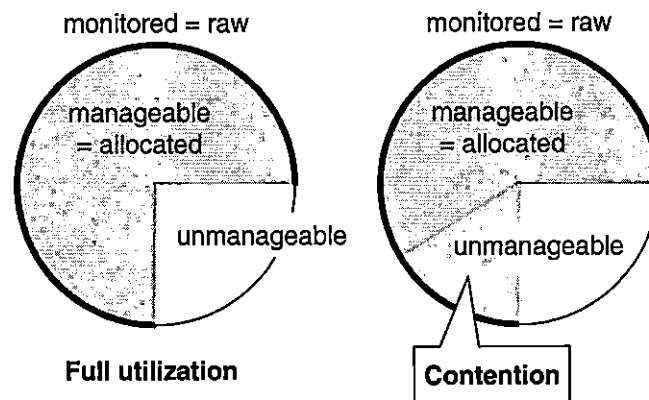 monitored = raw
manageable
= allocated
unmanageable
Full utilization
monitored = raw
manageable
= allocated
unmanageable
Contention